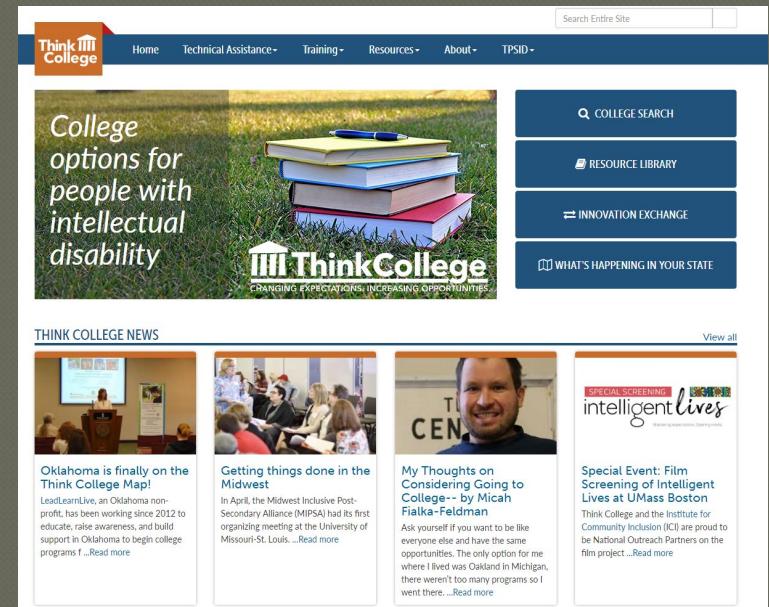 Search Entire Site
Think
College
Home Technical Assistance Training Resources About TPSID
College
options for
people with
intellectual
disability
ThinkCollege
CHANGING EXPECTATIONS. INCREASING OPPORTUNITIES.
COLLEGE SEARCH
RESOURCE LIBRARY
INNOVATION EXCHANGE
WHAT'S HAPPENING IN YOUR STATE
THINK COLLEGE NEWS
View all
Oklahoma is finally on the
Think College Map!
LeadLearnLive, an Oklahoma non-
profit, has been working since 2012 to
educate, raise awareness, and build
support in Oklahoma to begin college
programs f ...Read more
Getting things done in the
Midwest
In April, the Midwest Inclusive Post-
Secondary Alliance (MIPSA) had its first
organizing meeting at the University of
Missouri-St. Louis. ...Read more
CEN
My Thoughts on
Considering Going to
College-- by Micah
Fialka-Feldman
Ask yourself if you want to be like
everyone else and have the same
opportunities. The only option for me
where I lived was Oakland in Michigan,
there weren't too many programs so I
went there. ...Read more
SPECIAL SCREENING
intelligent lives
Special Event: Film
Screening of Intelligent
Lives at UMass Boston
Think College and the Institute for
Community Inclusion (ICI) are proud to
be National Outreach Partners on the
film project ...Read more